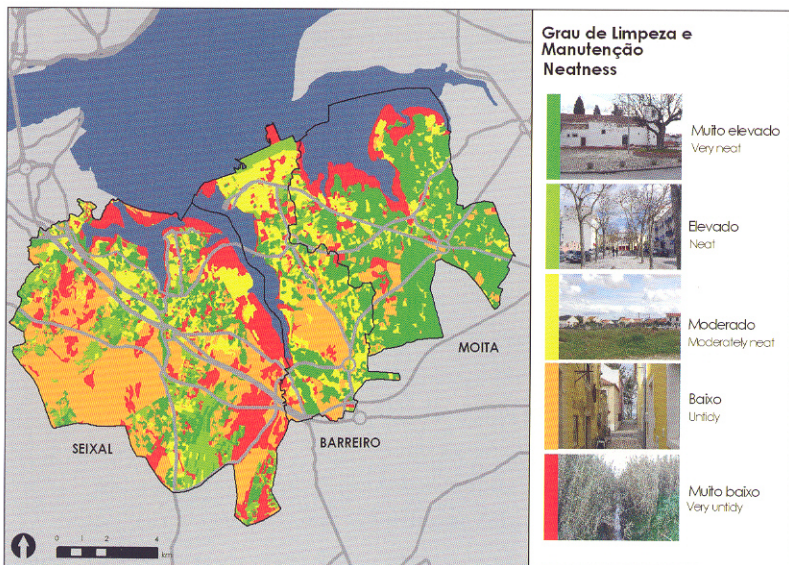 Grau de Limpeza e
Manutenção
Neatness
Muito elevado
Very neat
Elevado
Neat
Moderado
Moderately neat
Baixo
Untidy
Muito baixo
Very untidy
MOITA
BARREIRO
SEIXAL
0 1 2 4
km